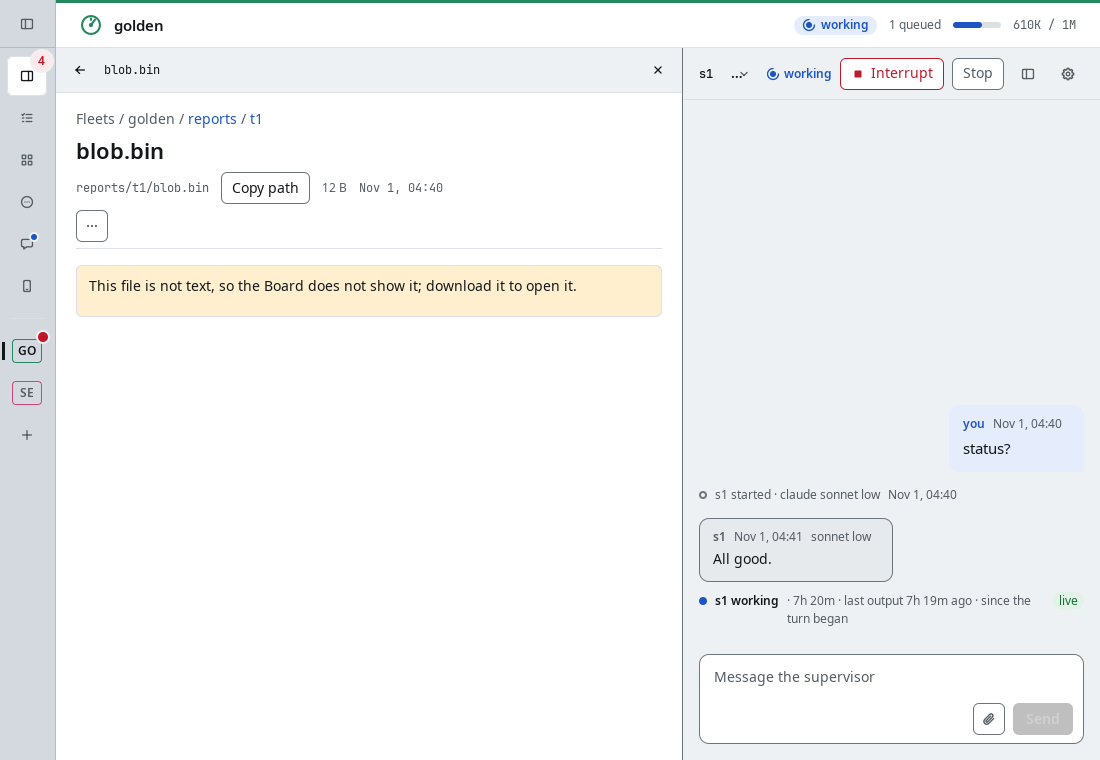 golden
working
1 queued
610K / 1M
4
blob.bin
s1
...
working
Interrupt
Stop
Fleets / golden / reports / t1
blob.bin
reports/t1/blob.bin
Copy path
12 B
Nov 1, 04:40
...
This file is not text, so the Board does not show it; download it to open it.
GO
SE
you Nov 1, 04:40
status?
s1 started · claude sonnet low Nov 1, 04:40
s1 Nov 1, 04:41 sonnet low
All good.
s1 working · 7h 20m · last output 7h 19m ago · since the
turn began
live
Message the supervisor
Send